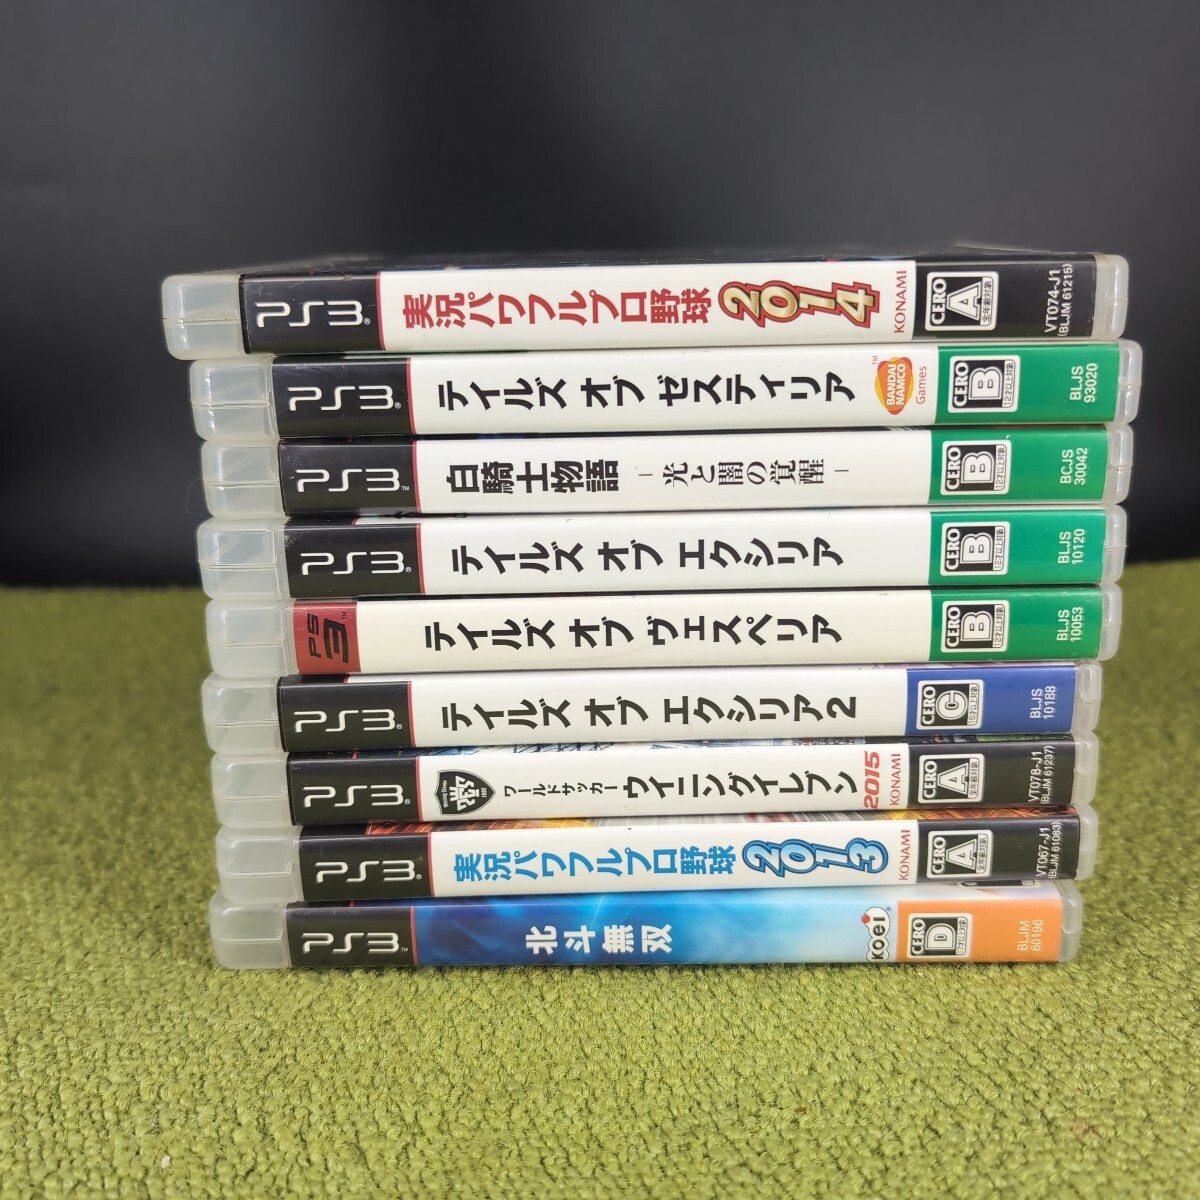 PS3 実況パワフルプロ野球 2014 KONAMI CERO A 全年齢対象 VT074-J1 (BLJM 61215)
PS3 テイルズ オブ ゼスティリア BANDAI NAMCO Games ™ CERO B 12才以上対象 BLJS 93020
PS3 白騎士物語 -光と闇の覚醒- CERO B 12才以上対象 BCJS 30042
PS3 テイルズ オブ エクシリア CERO B 12才以上対象 BLJS 10120
PS3 テイルズ オブ ヴェスペリア CERO B 12才以上対象 BLJS 10053
PS3 テイルズ オブ エクシリア2 CERO C 15才以上対象 BLJS 10188
PS3 ワールドサッカー ウイニングイレブン 2015 KONAMI CERO A 全年齢対象 VT078-J1 (BLJM 61237)
PS3 実況パワフルプロ野球 2013 KONAMI CERO A 全年齢対象 VT067-J1 (BLJM 61083)
PS3 北斗無双 KOEI CERO D 17才以上対象 BLJM 60196